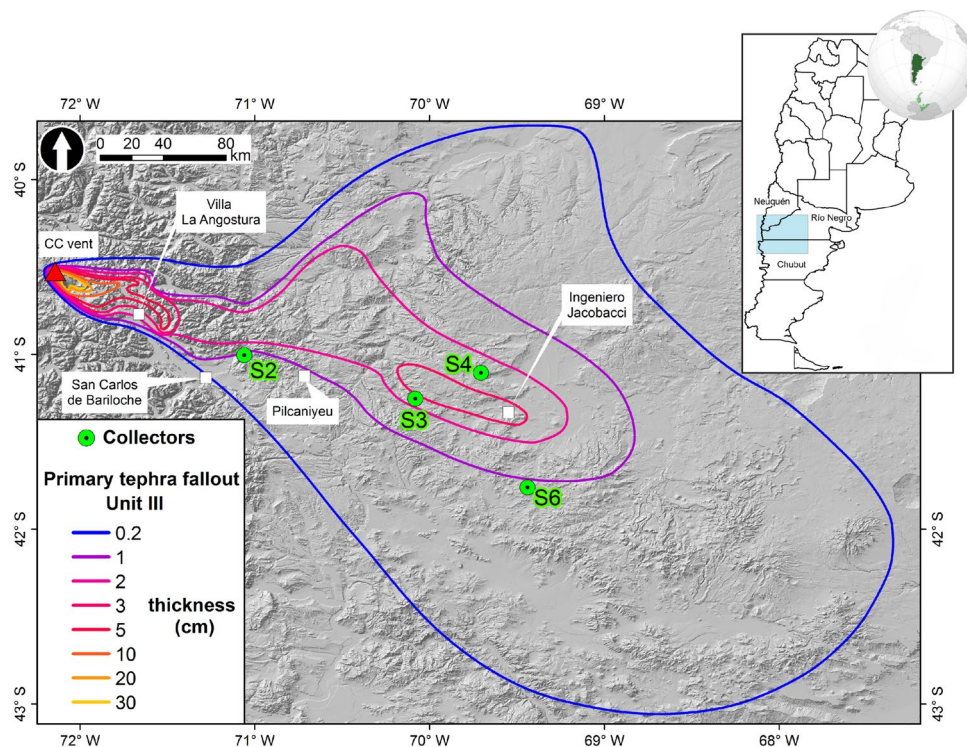 72° W
71° W
70° W
69° W
40° S
41° S
42° S
43° S
0 20 40 60 80
km
Villa
La Angostura
CC vent
San Carlos
de Bariloche
Pilcaniyeu
Ingeniero
Jacobacci
S2
S3
S4
S6
Neuquén
Río Negro
Chubut
Collectors
Primary tephra fallout
Unit III
0.2
1
2
3
5
10
20
30
thickness
(cm)
42° S
43° S
72° W
71° W
70° W
69° W
68° W